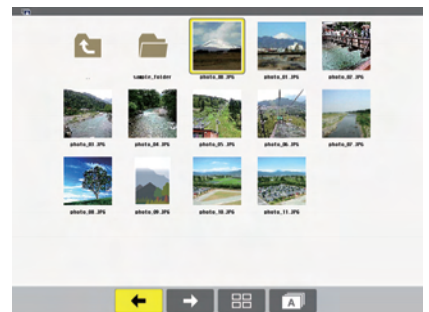 .. sample_folder photo_00.JPG photo_01.JPG photo_02.JPG
photo_03.JPG photo_04.JPG photo_05.JPG photo_06.JPG photo_07.JPG
photo_08.JPG photo_09.JPG photo_10.JPG photo_11.JPG
A